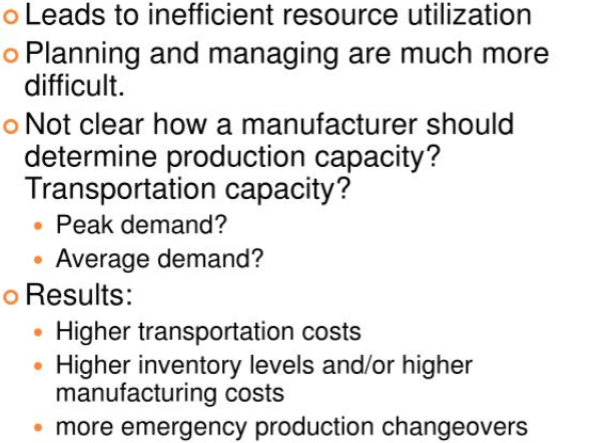 Leads to inefficient resource utilization
Planning and managing are much more
difficult.
Not clear how a manufacturer should
determine production capacity?
Transportation capacity?
Peak demand?
Average demand?
Results:
Higher transportation costs
Higher inventory levels and/or higher
manufacturing costs
more emergency production changeovers